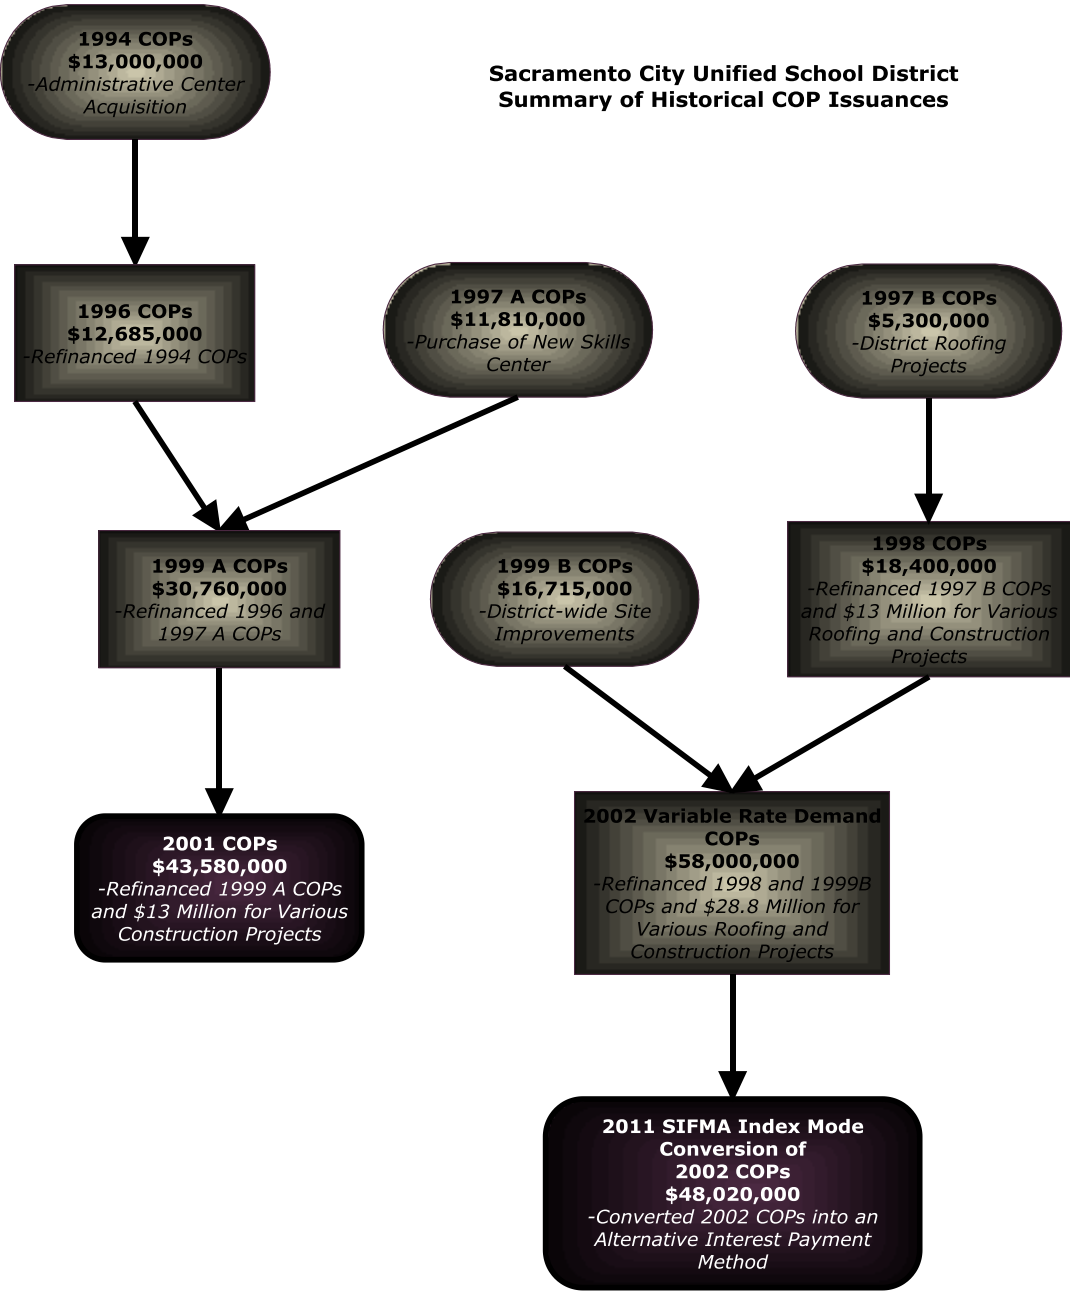 1994 COPs
$13,000,000
-Administrative Center
Acquisition
Sacramento City Unified School District
Summary of Historical COP Issuances
1996 COPs
$12,685,000
-Refinanced 1994 COPs
1997 A COPs
$11,810,000
-Purchase of New Skills
Center
1997 B COPs
$5,300,000
-District Roofing
Projects
1999 A COPs
$30,760,000
-Refinanced 1996 and
1997 A COPs
1999 B COPs
$16,715,000
-District-wide Site
Improvements
1998 COPs
$18,400,000
-Refinanced 1997 B COPs
and $13 Million for Various
Roofing and Construction
Projects
2001 COPs
$43,580,000
-Refinanced 1999 A COPs
and $13 Million for Various
Construction Projects
2002 Variable Rate Demand
COPs
$58,000,000
-Refinanced 1998 and 1999B
COPs and $28.8 Million for
Various Roofing and
Construction Projects
2011 SIFMA Index Mode
Conversion of
2002 COPs
$48,020,000
-Converted 2002 COPs into an
Alternative Interest Payment
Method